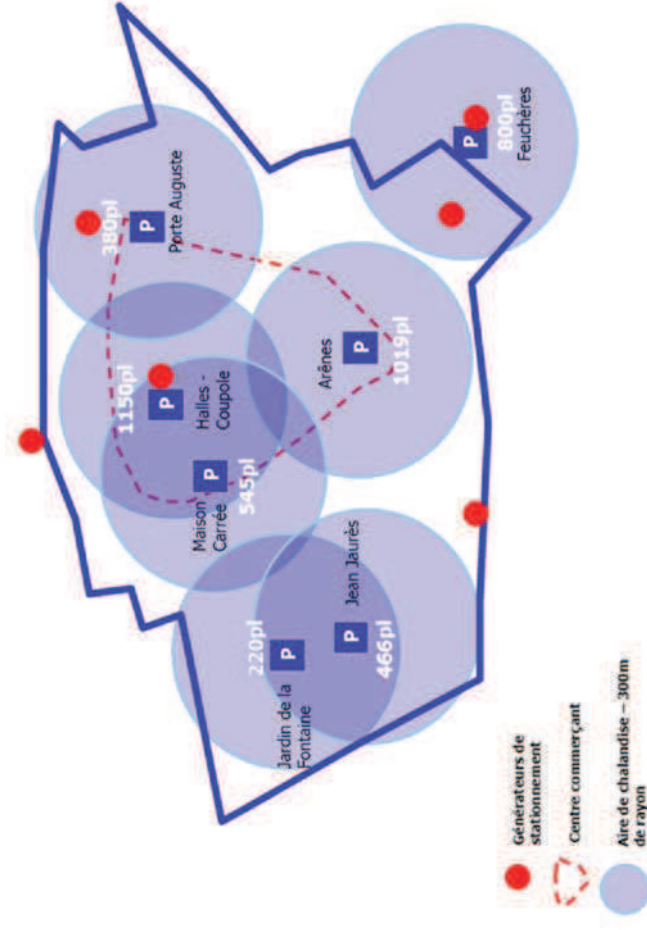 380pl
P
Porte Auguste
1150pl
P
Halles -
Coupole
Maison
Carrée
P
545pl
Arênes
P
1019pl
P
800pl
Feuchères
220pl
P
Jardin de la
Fontaine
Jean Jaurès
P
466pl
Générateurs de
stationnement
Centre commerçant
Aire de chalandise – 300m
de rayon